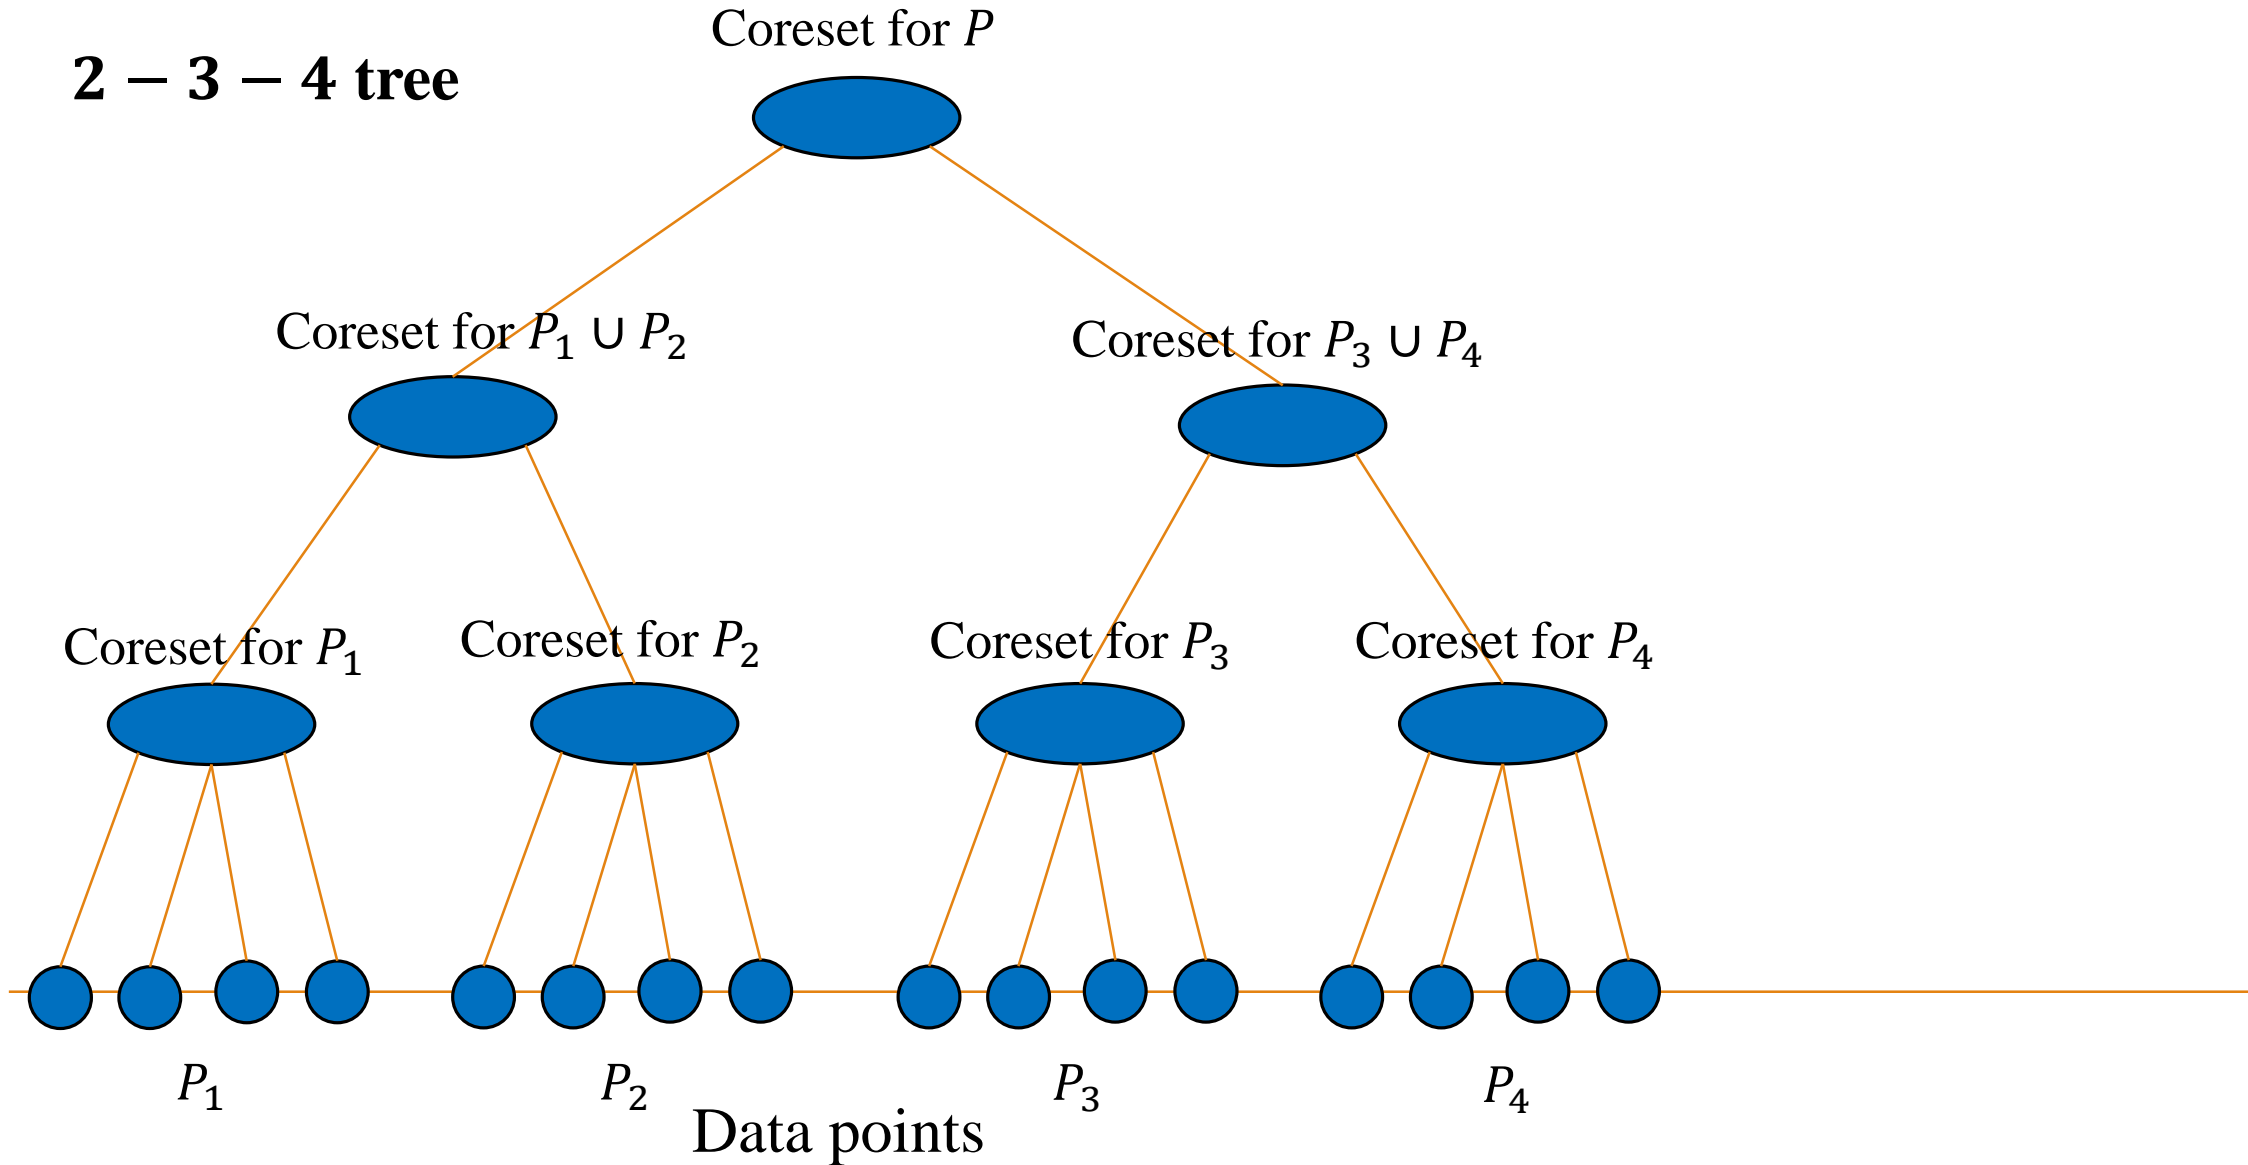 Coreset for P
2 − 3 − 4 tree
Coreset for P₁ ∪ P₂
Coreset for P₃ ∪ P₄
Coreset for P₁
Coreset for P₂
Coreset for P₃
Coreset for P₄
P₁
P₂
P₃
P₄
Data points